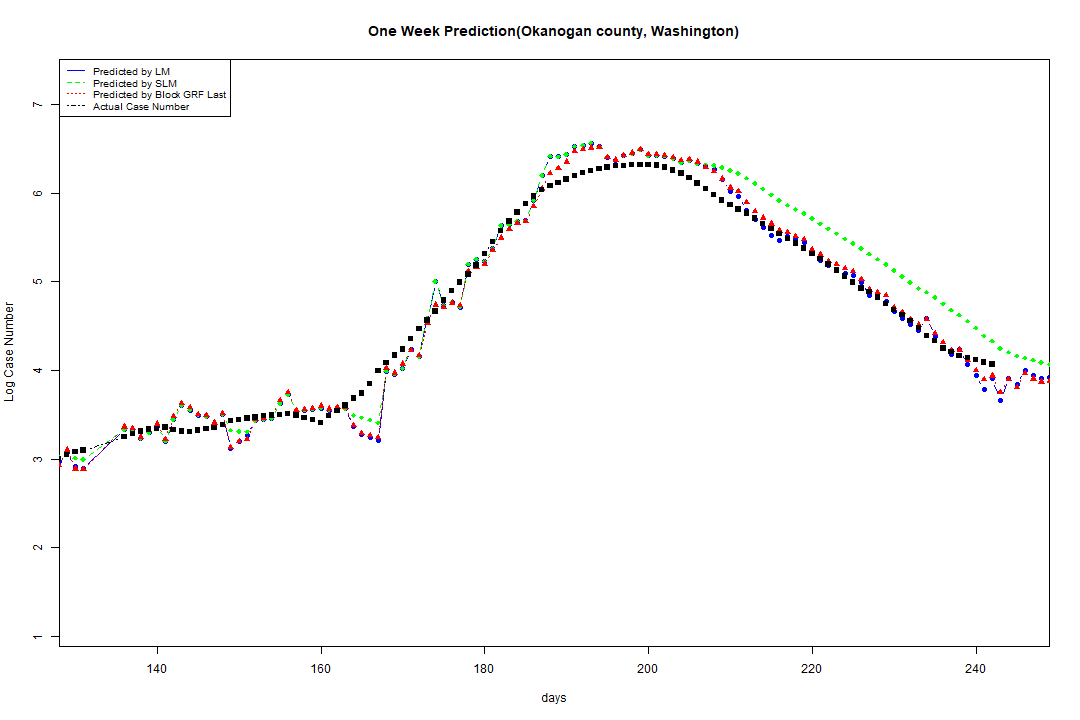 One Week Prediction(Okanogan county, Washington)
Predicted by LM
Predicted by SLM
Predicted by Block GRF Last
Actual Case Number
7
6
5
4
3
2
1
Log Case Number
140 160 180 200 220 240
days